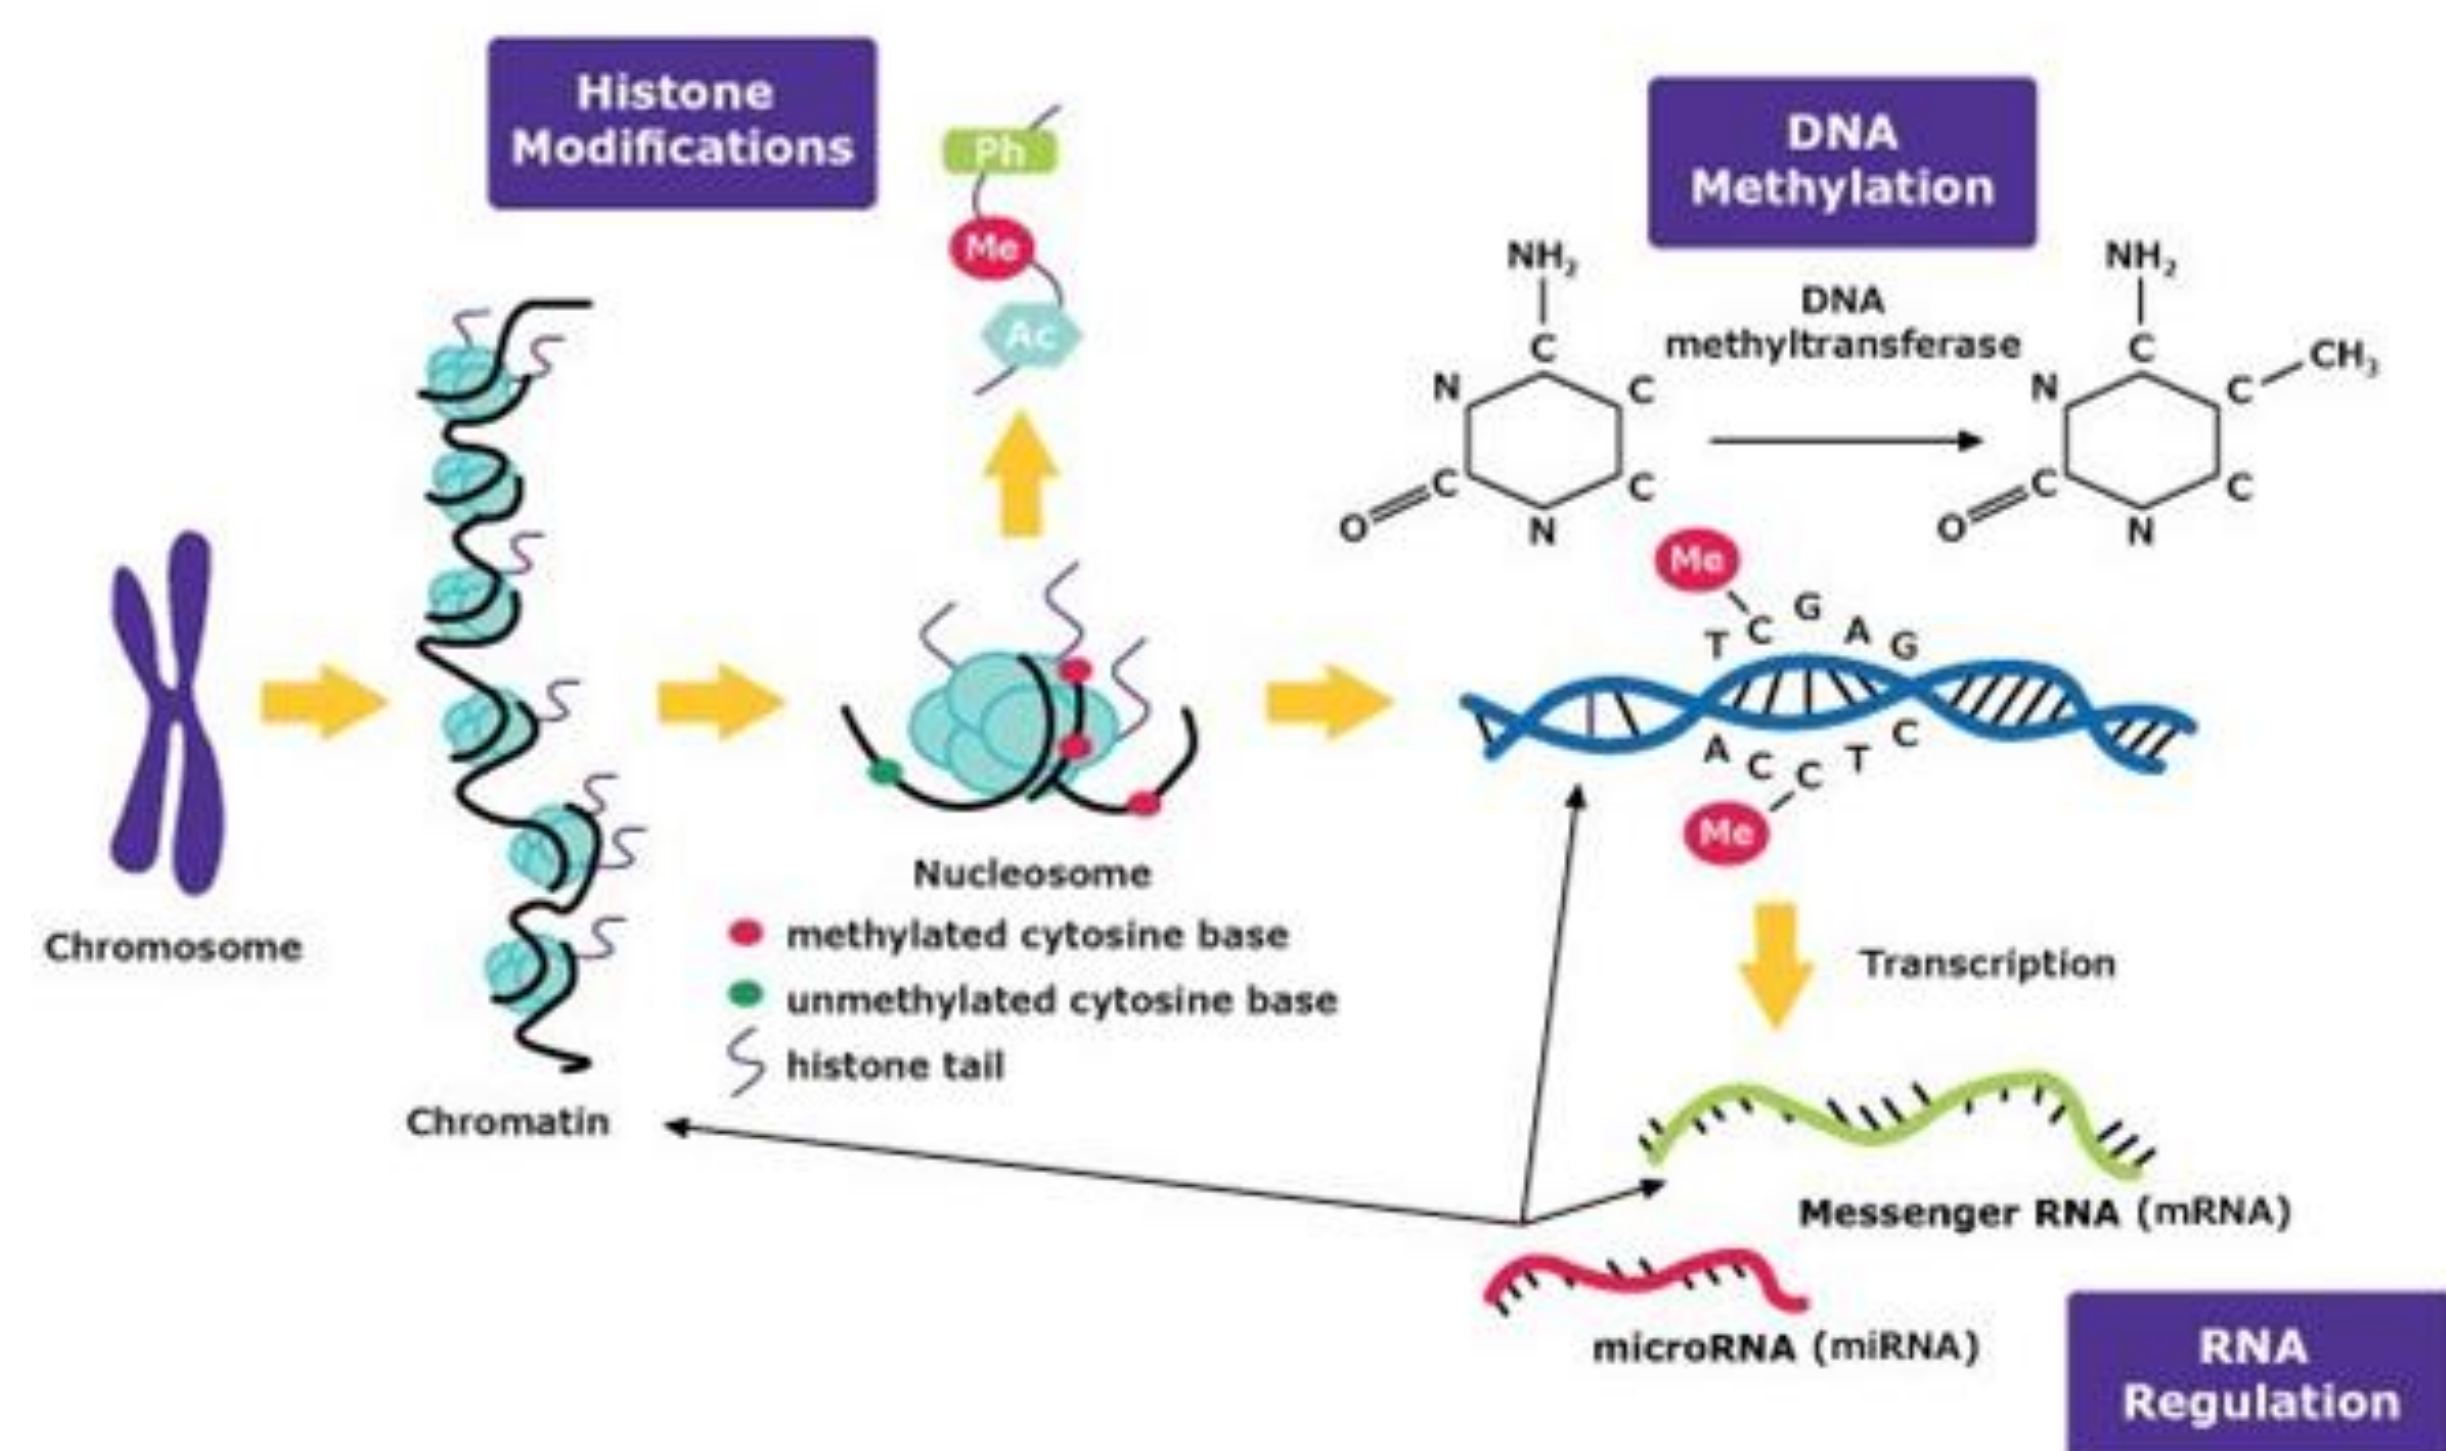 Histone
Modifications
Ph
Me
Ac
DNA
Methylation
NH₂
C
N
C
C
C
O
N
DNA
methyltransferase
NH₂
C
N
C
CH₃
C
C
O
N
Me
T C G A G
A C C T C
Me
Chromosome
Chromatin
Nucleosome
methylated cytosine base
unmethylated cytosine base
histone tail
Transcription
Messenger RNA (mRNA)
microRNA (miRNA)
RNA
Regulation